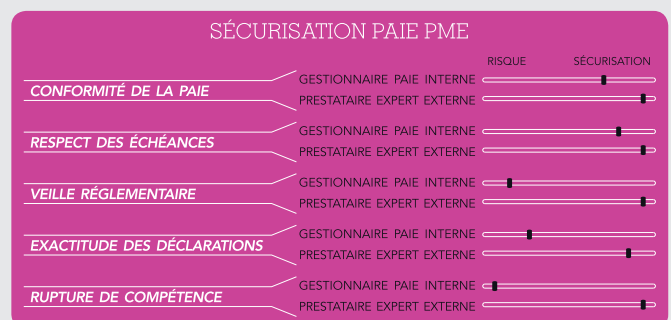 SÉCURISATION PAIE PME
RISQUE SÉCURISATION
CONFORMITÉ DE LA PAIE
GESTIONNAIRE PAIE INTERNE
PRESTATAIRE EXPERT EXTERNE
RESPECT DES ÉCHÉANCES
GESTIONNAIRE PAIE INTERNE
PRESTATAIRE EXPERT EXTERNE
VEILLE RÉGLEMENTAIRE
GESTIONNAIRE PAIE INTERNE
PRESTATAIRE EXPERT EXTERNE
EXACTITUDE DES DÉCLARATIONS
GESTIONNAIRE PAIE INTERNE
PRESTATAIRE EXPERT EXTERNE
RUPTURE DE COMPÉTENCE
GESTIONNAIRE PAIE INTERNE
PRESTATAIRE EXPERT EXTERNE